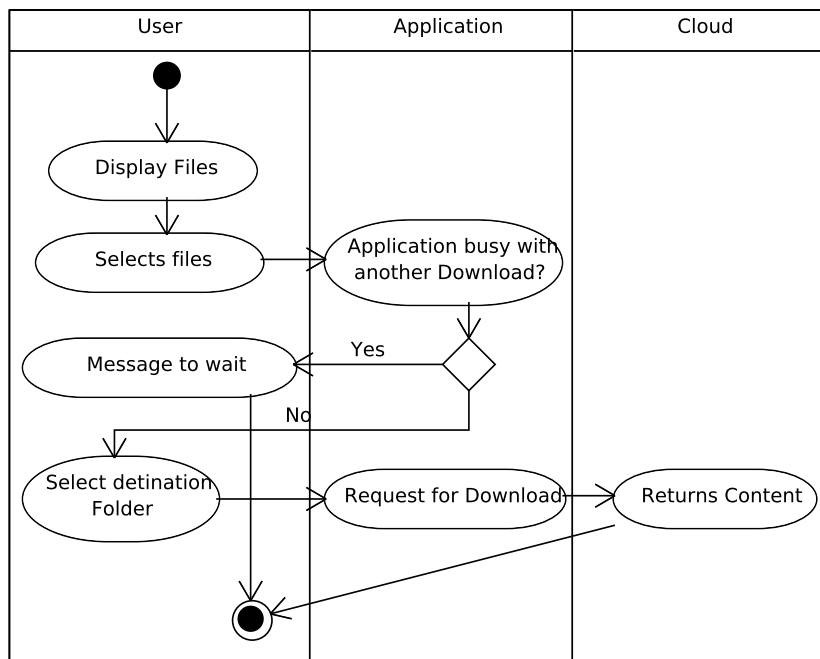 User
Application
Cloud
Display Files
Selects files
Application busy with
another Download?
Yes
Message to wait
No
Select detination
Folder
Request for Download
Returns Content